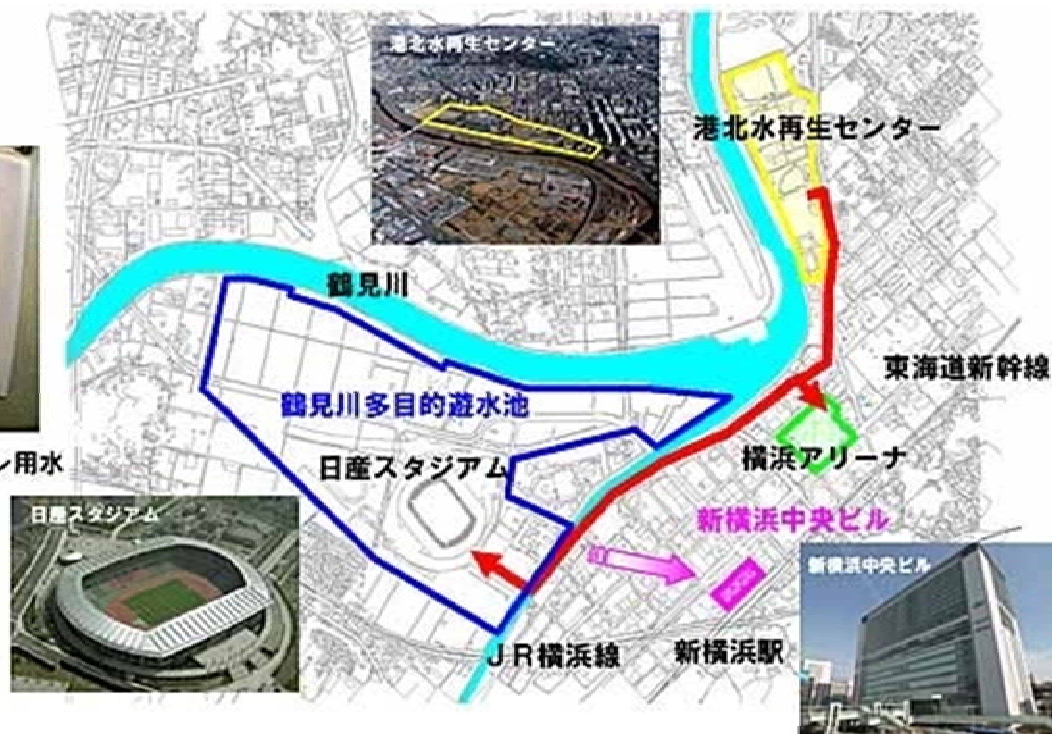 港北水再生センター
港北水再生センター
鶴見川
東海道新幹線
鶴見川多目的遊水池
横浜アリーナ
ン用水
日産スタジアム
日産スタジアム
新横浜中央ビル
新横浜中央ビル
JR横浜線
新横浜駅